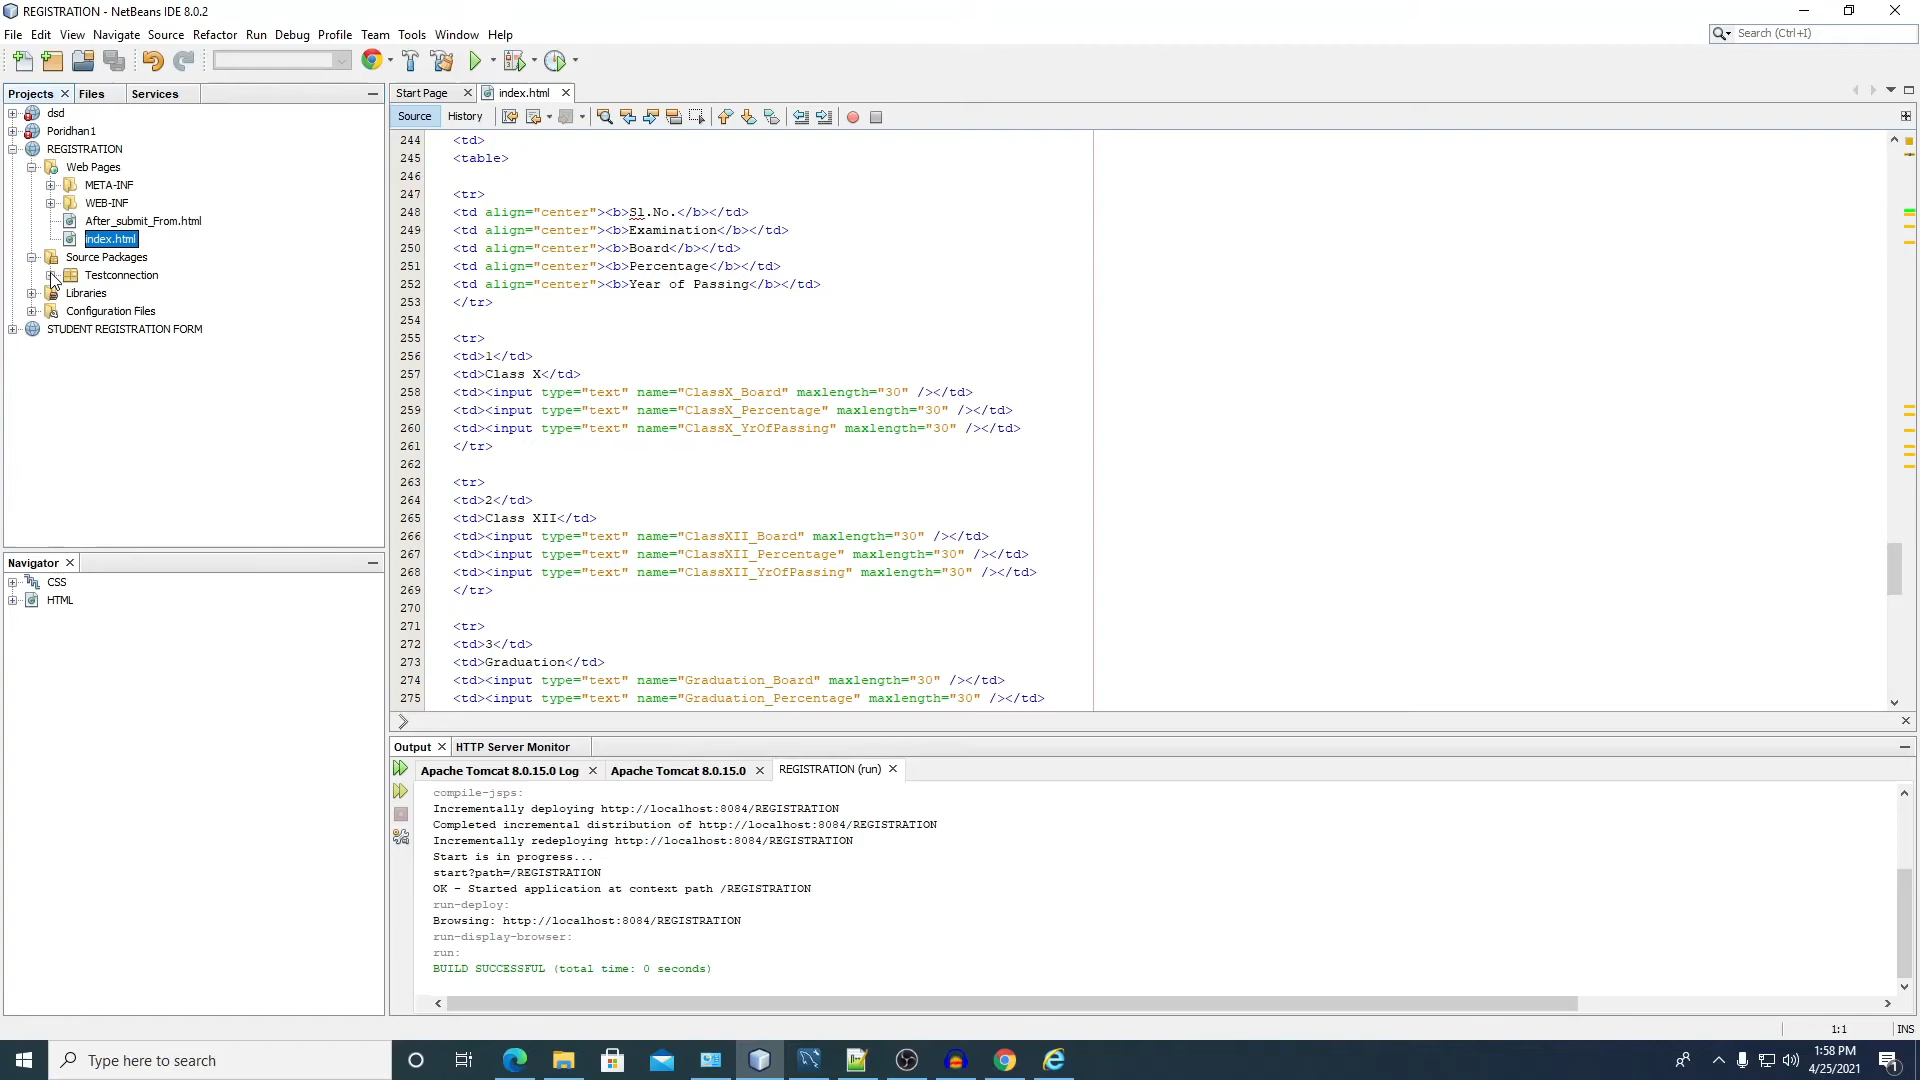 REGISTRATION - NetBeans IDE 8.0.2
File Edit View Navigate Source Refactor Run Debug Profile Team Tools Window Help
Search (Ctrl+I)
Projects Files Services
dsd
Poridhan1
REGISTRATION
Web Pages
META-INF
WEB-INF
After_submit_From.html
index.html
Source Packages
Testconnection
Libraries
Configuration Files
STUDENT REGISTRATION FORM
Navigator
CSS
HTML
Start Page index.html
Source History
244 <td>
245 <table>
246
247 <tr>
248 <td align="center"><b>Sl.No.</b></td>
249 <td align="center"><b>Examination</b></td>
250 <td align="center"><b>Board</b></td>
251 <td align="center"><b>Percentage</b></td>
252 <td align="center"><b>Year of Passing</b></td>
253 </tr>
254
255 <tr>
256 <td>1</td>
257 <td>Class X</td>
258 <td><input type="text" name="ClassX_Board" maxlength="30" /></td>
259 <td><input type="text" name="ClassX_Percentage" maxlength="30" /></td>
260 <td><input type="text" name="ClassX_YrOfPassing" maxlength="30" /></td>
261 </tr>
262
263 <tr>
264 <td>2</td>
265 <td>Class XII</td>
266 <td><input type="text" name="ClassXII_Board" maxlength="30" /></td>
267 <td><input type="text" name="ClassXII_Percentage" maxlength="30" /></td>
268 <td><input type="text" name="ClassXII_YrOfPassing" maxlength="30" /></td>
269 </tr>
270
271 <tr>
272 <td>3</td>
273 <td>Graduation</td>
274 <td><input type="text" name="Graduation_Board" maxlength="30" /></td>
275 <td><input type="text" name="Graduation_Percentage" maxlength="30" /></td>
Output HTTP Server Monitor
Apache Tomcat 8.0.15.0 Log Apache Tomcat 8.0.15.0 REGISTRATION (run)
compile-jsps:
Incrementally deploying http://localhost:8084/REGISTRATION
Completed incremental distribution of http://localhost:8084/REGISTRATION
Incrementally redeploying http://localhost:8084/REGISTRATION
Start is in progress...
start?path=/REGISTRATION
OK - Started application at context path /REGISTRATION
run-deploy:
Browsing: http://localhost:8084/REGISTRATION
run-display-browser:
run:
BUILD SUCCESSFUL (total time: 0 seconds)
1:1 INS
Type here to search
1:58 PM
4/25/2021
1